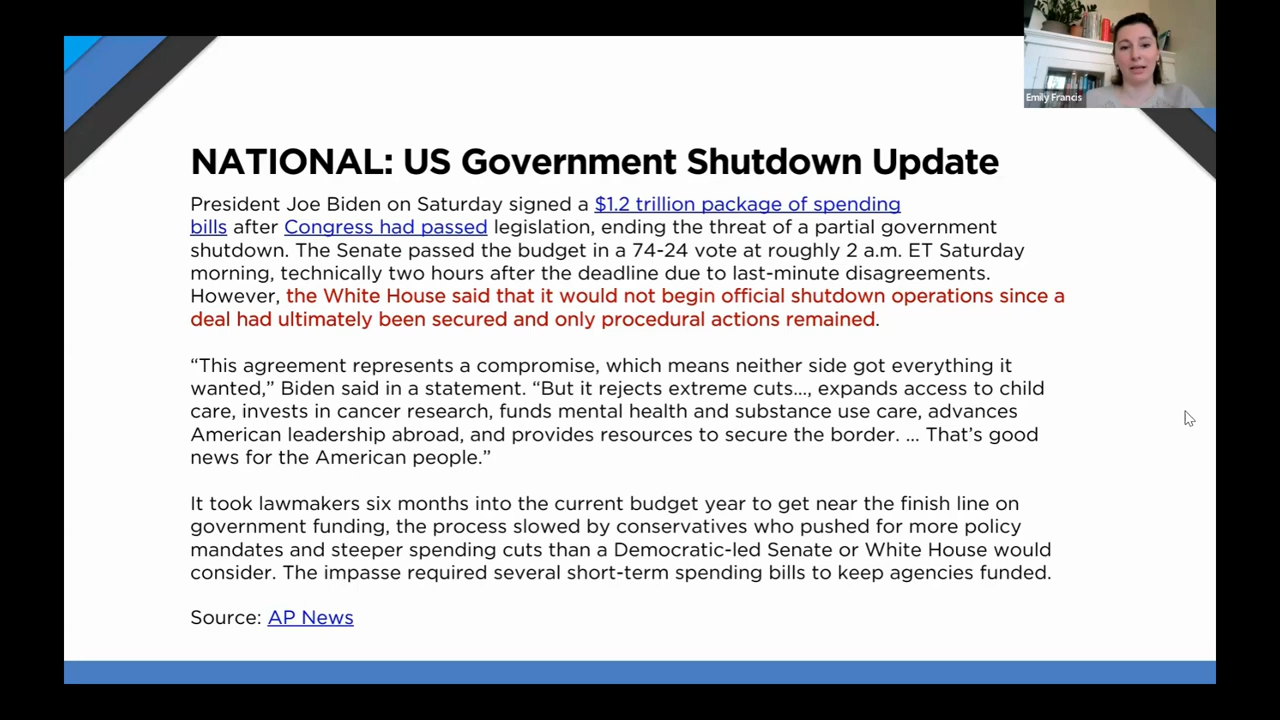 Emily Francis
NATIONAL: US Government Shutdown Update
President Joe Biden on Saturday signed a $1.2 trillion package of spending
bills after Congress had passed legislation, ending the threat of a partial government
shutdown. The Senate passed the budget in a 74-24 vote at roughly 2 a.m. ET Saturday
morning, technically two hours after the deadline due to last-minute disagreements.
However, the White House said that it would not begin official shutdown operations since a
deal had ultimately been secured and only procedural actions remained.
“This agreement represents a compromise, which means neither side got everything it
wanted,” Biden said in a statement. “But it rejects extreme cuts..., expands access to child
care, invests in cancer research, funds mental health and substance use care, advances
American leadership abroad, and provides resources to secure the border. ... That’s good
news for the American people.”
It took lawmakers six months into the current budget year to get near the finish line on
government funding, the process slowed by conservatives who pushed for more policy
mandates and steeper spending cuts than a Democratic-led Senate or White House would
consider. The impasse required several short-term spending bills to keep agencies funded.
Source: AP News